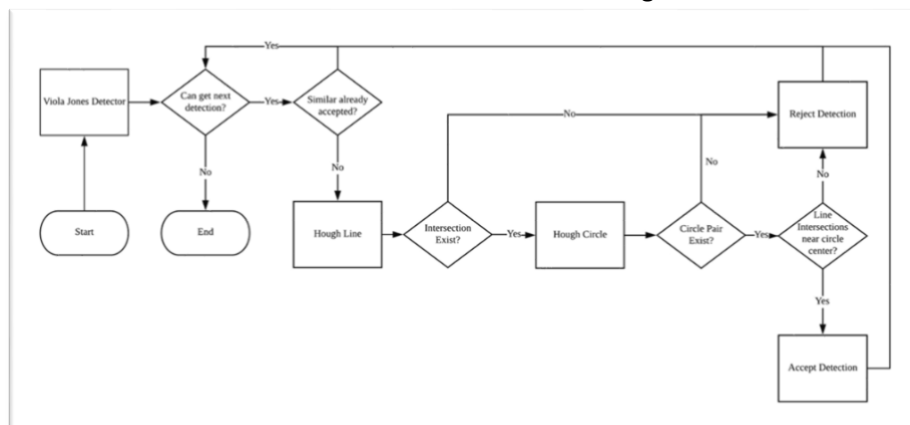 Yes
Viola Jones Detector
Can get next
detection?
Yes
Similar already
accepted?
No
Reject Detection
No
No
No
No
Start
End
Hough Line
Intersection
Exist?
Yes
Hough Circle
Circle Pair
Exist?
Yes
Line
Intersections
near circle
center?
Yes
Accept Detection